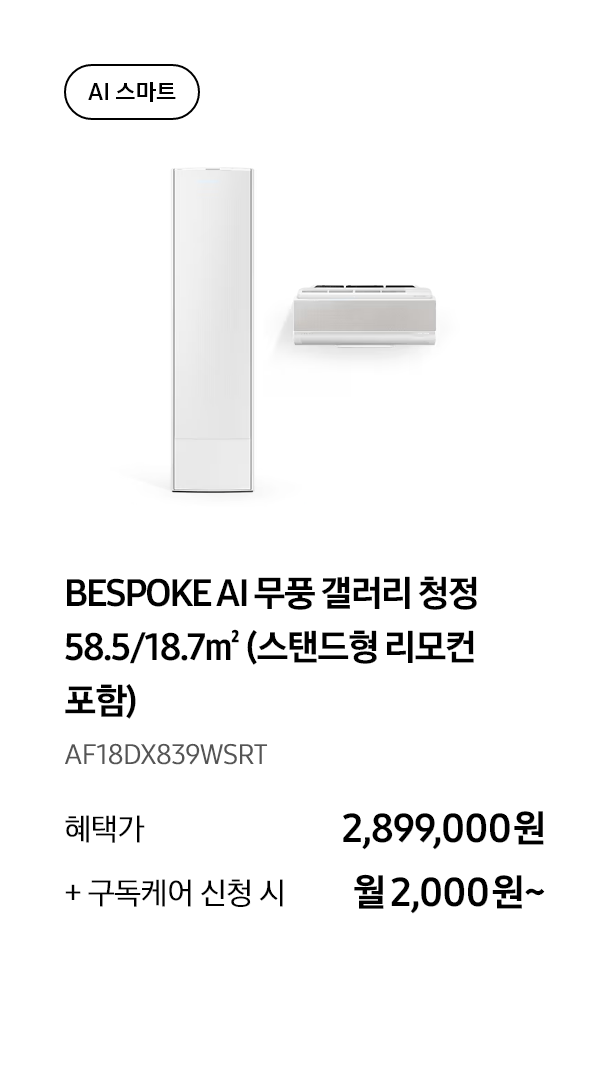 AI 스마트
BESPOKE AI 무풍 갤러리 청정
58.5/18.7㎡ (스탠드형 리모컨
포함)
AF18DX839WSRT
혜택가 2,899,000원
+ 구독케어 신청 시 월 2,000원~